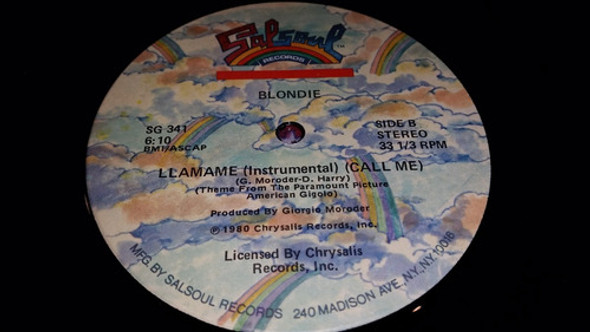 Salsoul
RECORDS
BLONDIE
SG 341
6:10
BMI/ASCAP
SIDE B
STEREO
33 1/3 RPM
LLAMAME (Instrumental) (CALL ME)
(G. Moroder-D. Harry)
(Theme From The Paramount Picture
American Gigolo)
Produced By Giorgio Moroder
℗ 1980 Chrysalis Records, Inc.
Licensed By Chrysalis
Records, Inc.
MFG. BY SALSOUL RECORDS 240 MADISON AVE., N.Y., N.Y. 10016